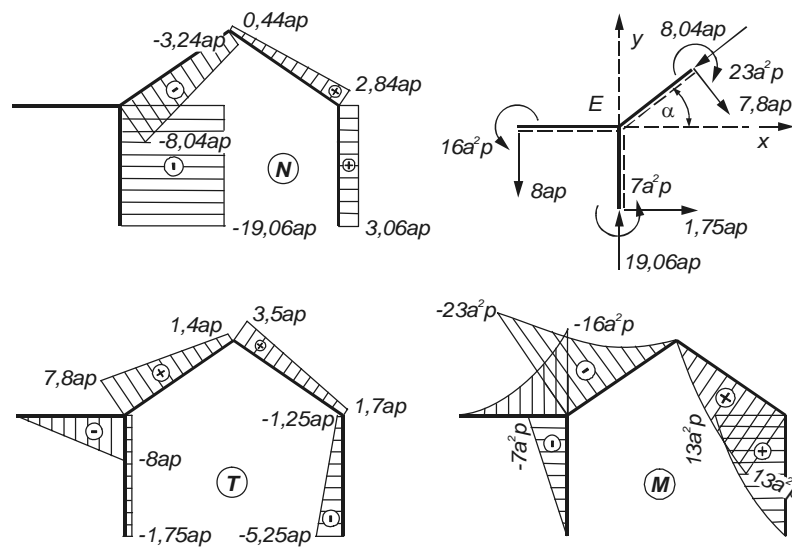 -3,24ap
0,44ap
2,84ap
-8,04ap
N
-19,06ap
3,06ap
y
8,04ap
23a²p
7,8ap
E
α
x
16a²p
8ap
7a²p
1,75ap
19,06ap
3,5ap
1,4ap
7,8ap
-1,25ap
1,7ap
-8ap
T
-1,75ap
-5,25ap
-23a²p
-16a²p
-7a²p
13a²p
M
13a²p